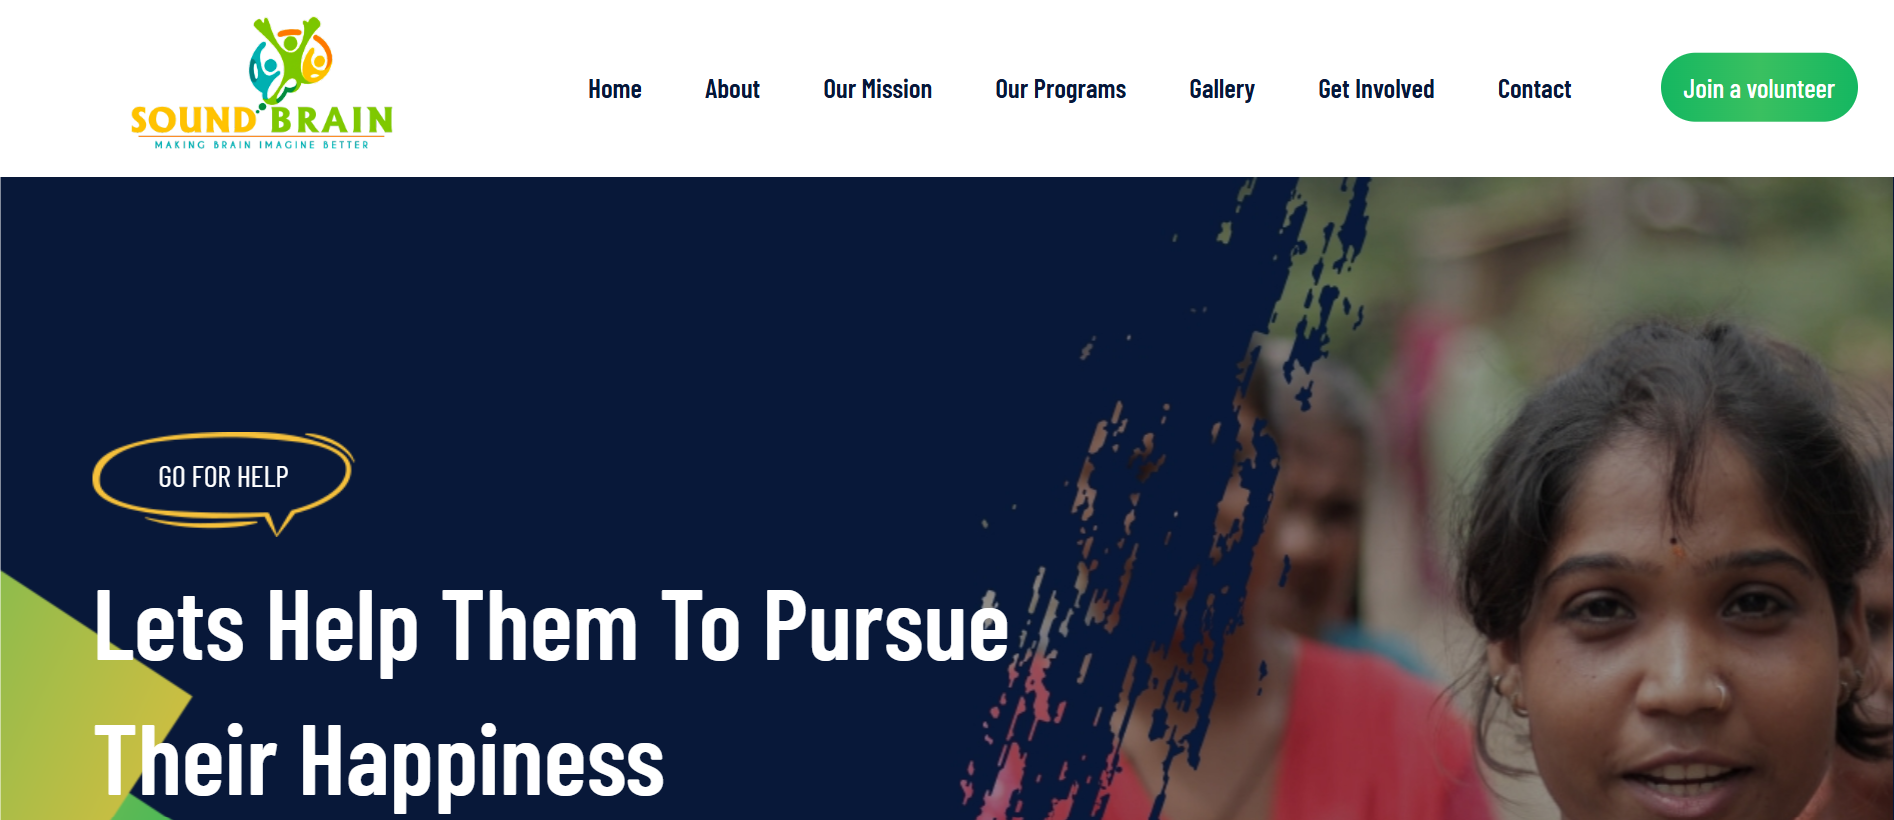 SOUND BRAIN
MAKING BRAIN IMAGINE BETTER
Home
About
Our Mission
Our Programs
Gallery
Get Involved
Contact
Join a volunteer
GO FOR HELP
Lets Help Them To Pursue
Their Happiness